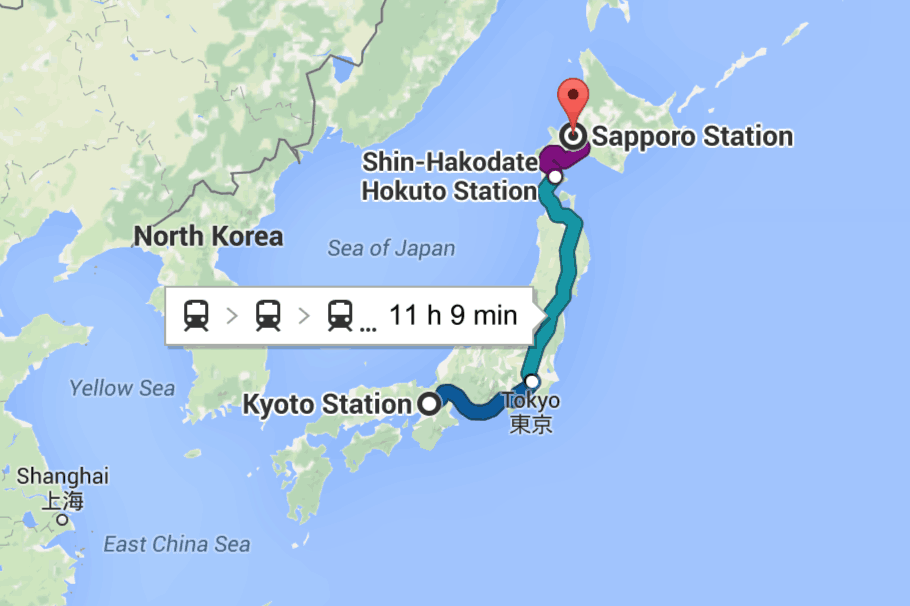 Sapporo Station
Shin-Hakodate
Hokuto Station
North Korea
Sea of Japan
... 11 h 9 min
Yellow Sea
Kyoto Station
Tokyo
東京
Shanghai
上海
East China Sea